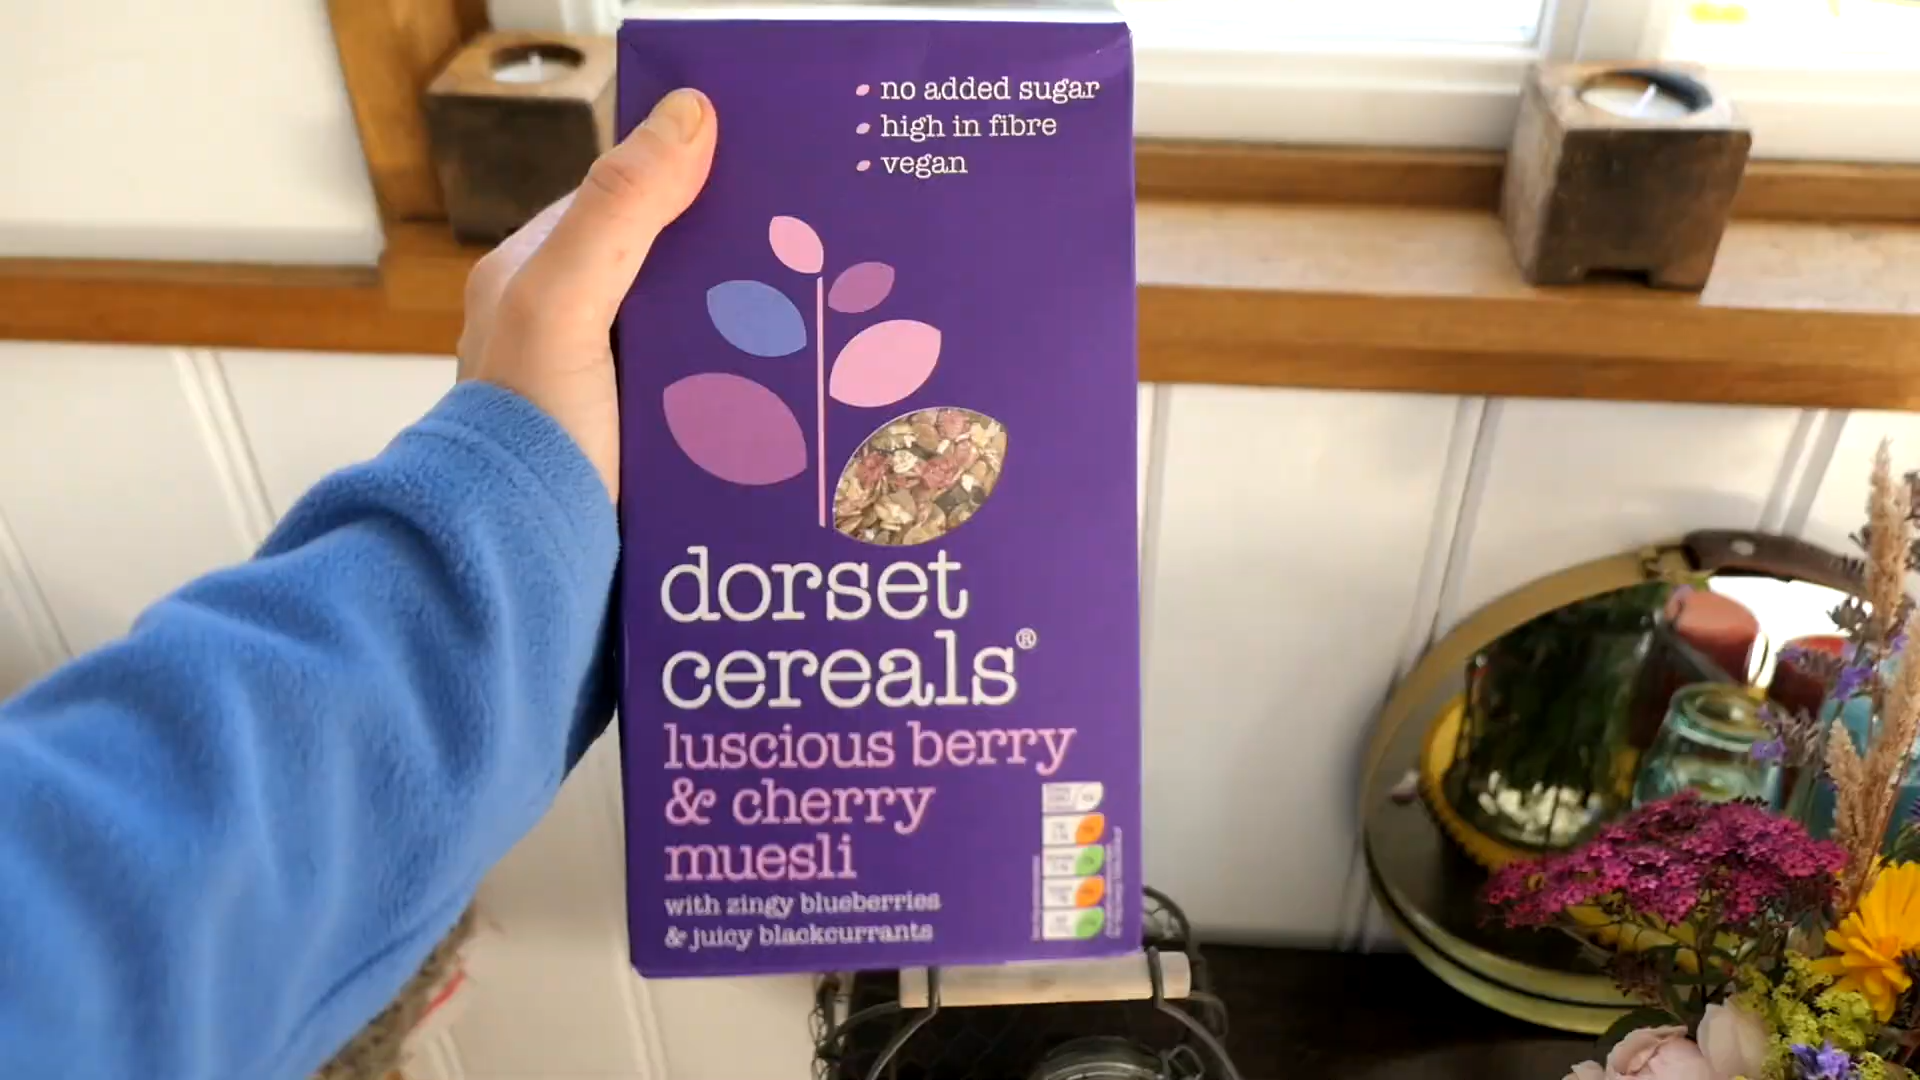 no added sugar
high in fibre
vegan
dorset
cereals®
luscious berry
& cherry
muesli
with zingy blueberries
& juicy blackcurrants